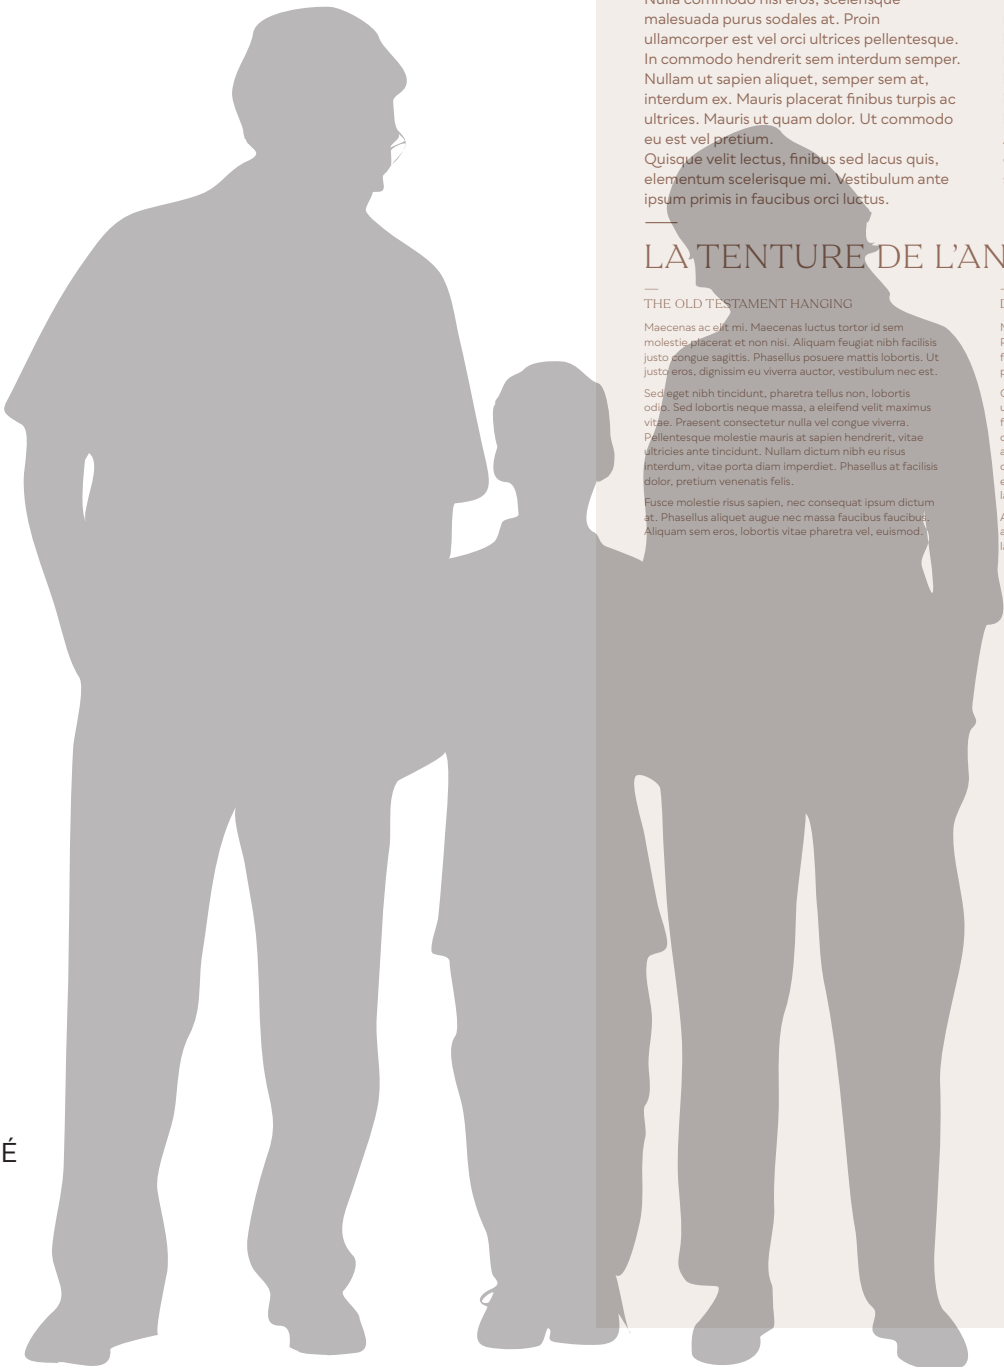 malesuada purus sodales at. Proin
ullamcorper est vel orci ultrices pellentesque.
In commodo hendrerit sem interdum semper.
Nullam ut sapien aliquet, semper sem at,
interdum ex. Mauris placerat finibus turpis ac
ultrices. Mauris ut quam dolor. Ut commodo
eu est vel pretium.
Quisque velit lectus, finibus sed lacus quis,
elementum scelerisque mi. Vestibulum ante
ipsum primis in faucibus orci luctus.
LA TENTURE DE L’AN
THE OLD TESTAMENT HANGING
Maecenas ac elit mi. Maecenas luctus tortor id sem
molestie placerat et non nisi. Aliquam feugiat nibh facilisis
justo congue sagittis. Phasellus posuere mattis lobortis. Ut
justo eros, dignissim eu viverra auctor, vestibulum nec est.
Sed eget nibh tincidunt, pharetra tellus non, lobortis
odio. Sed lobortis neque massa, a eleifend velit maximus
vitae. Praesent consectetur nulla vel congue viverra.
Pellentesque molestie mauris at sapien hendrerit, vitae
ultricies ante tincidunt. Nullam dictum nibh eu risus
interdum, vitae porta diam imperdiet. Phasellus at facilisis
dolor, pretium venenatis felis.
Fusce molestie risus sapien, nec consequat ipsum dictum
at. Phasellus aliquet augue nec massa faucibus faucibus.
Aliquam sem eros, lobortis vitae pharetra vel, euismod.
É